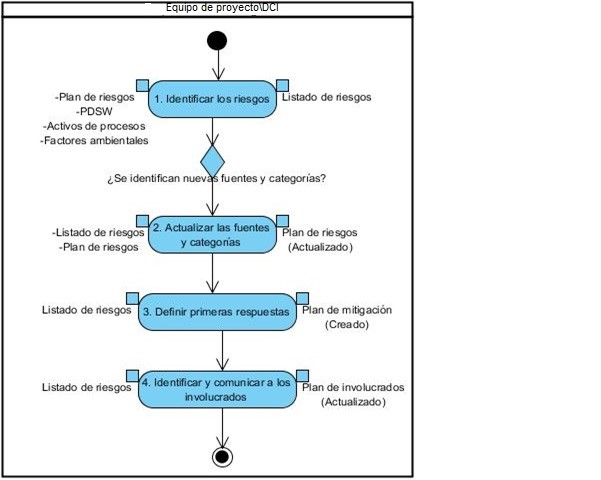 Equipo de proyecto\DCI
1. Identificar los riesgos
-Plan de riesgos
-PDSW
-Activos de procesos
-Factores ambientales
Listado de riesgos
¿Se identifican nuevas fuentes y categorías?
2. Actualizar las fuentes
y categorías
-Listado de riesgos
-Plan de riesgos
Plan de riesgos
(Actualizado)
3. Definir primeras respuestas
Listado de riesgos
Plan de mitigación
(Creado)
4. Identificar y comunicar a los
involucrados
Listado de riesgos
Plan de involucrados
(Actualizado)